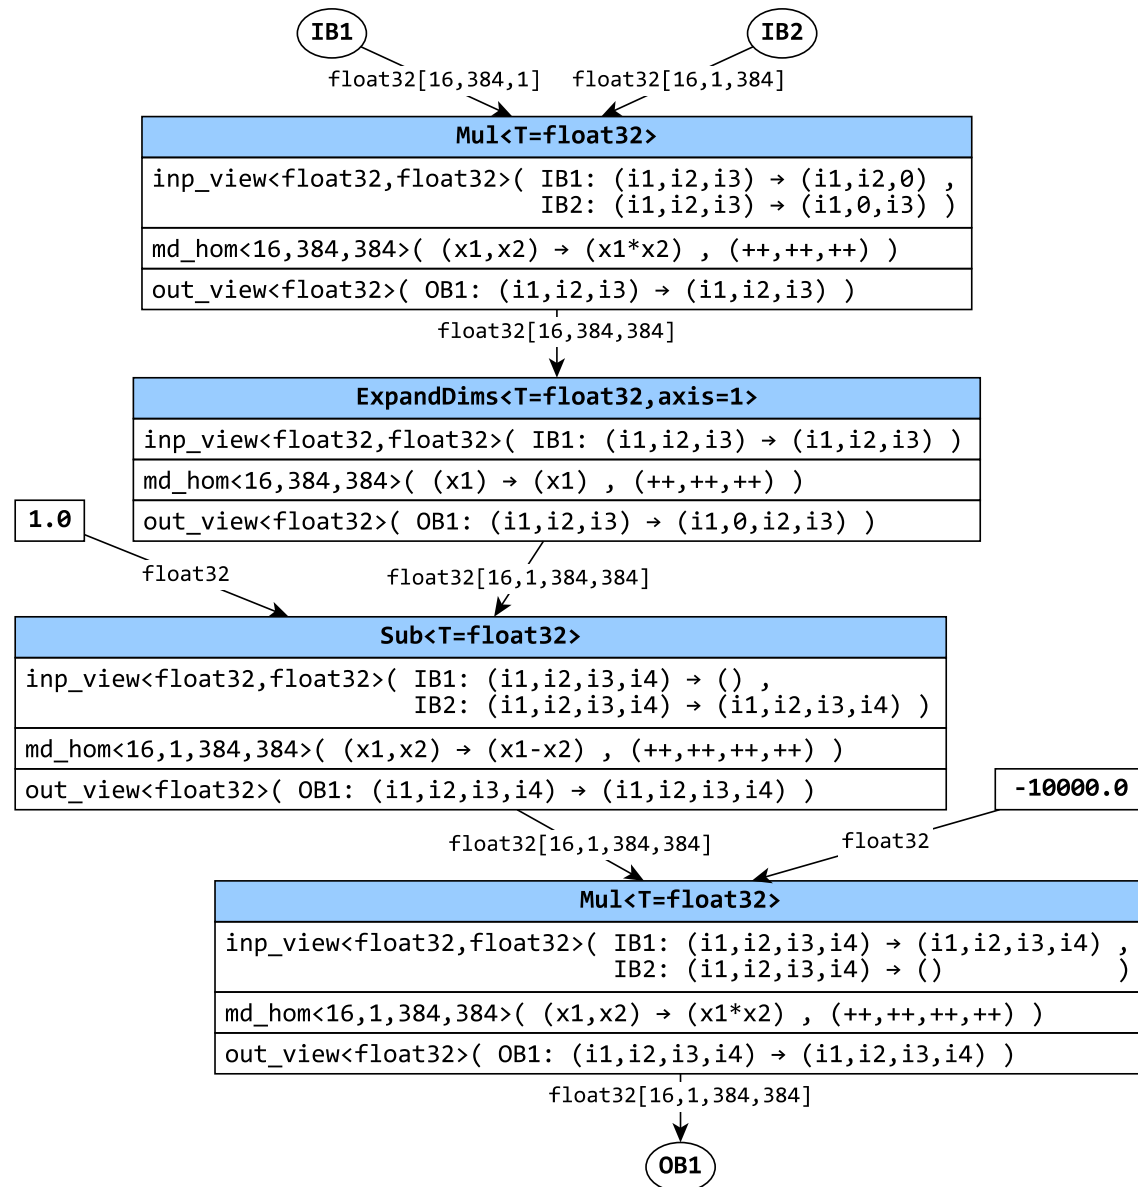 IB1
IB2
float32[16,384,1]
float32[16,1,384]
Mul<T=float32>
inp_view<float32,float32>( IB1: (i1,i2,i3) → (i1,i2,0) ,
IB2: (i1,i2,i3) → (i1,0,i3) )
md_hom<16,384,384>( (x1,x2) → (x1*x2) , (++,++,++) )
out_view<float32>( OB1: (i1,i2,i3) → (i1,i2,i3) )
float32[16,384,384]
ExpandDims<T=float32,axis=1>
inp_view<float32,float32>( IB1: (i1,i2,i3) → (i1,i2,i3) )
md_hom<16,384,384>( (x1) → (x1) , (++,++,++) )
out_view<float32>( OB1: (i1,i2,i3) → (i1,0,i2,i3) )
1.0
float32
float32[16,1,384,384]
Sub<T=float32>
inp_view<float32,float32>( IB1: (i1,i2,i3,i4) → () ,
IB2: (i1,i2,i3,i4) → (i1,i2,i3,i4) )
md_hom<16,1,384,384>( (x1,x2) → (x1-x2) , (++,++,++,++) )
out_view<float32>( OB1: (i1,i2,i3,i4) → (i1,i2,i3,i4) )
-10000.0
float32[16,1,384,384]
float32
Mul<T=float32>
inp_view<float32,float32>( IB1: (i1,i2,i3,i4) → (i1,i2,i3,i4) ,
IB2: (i1,i2,i3,i4) → () )
md_hom<16,1,384,384>( (x1,x2) → (x1*x2) , (++,++,++,++) )
out_view<float32>( OB1: (i1,i2,i3,i4) → (i1,i2,i3,i4) )
float32[16,1,384,384]
OB1